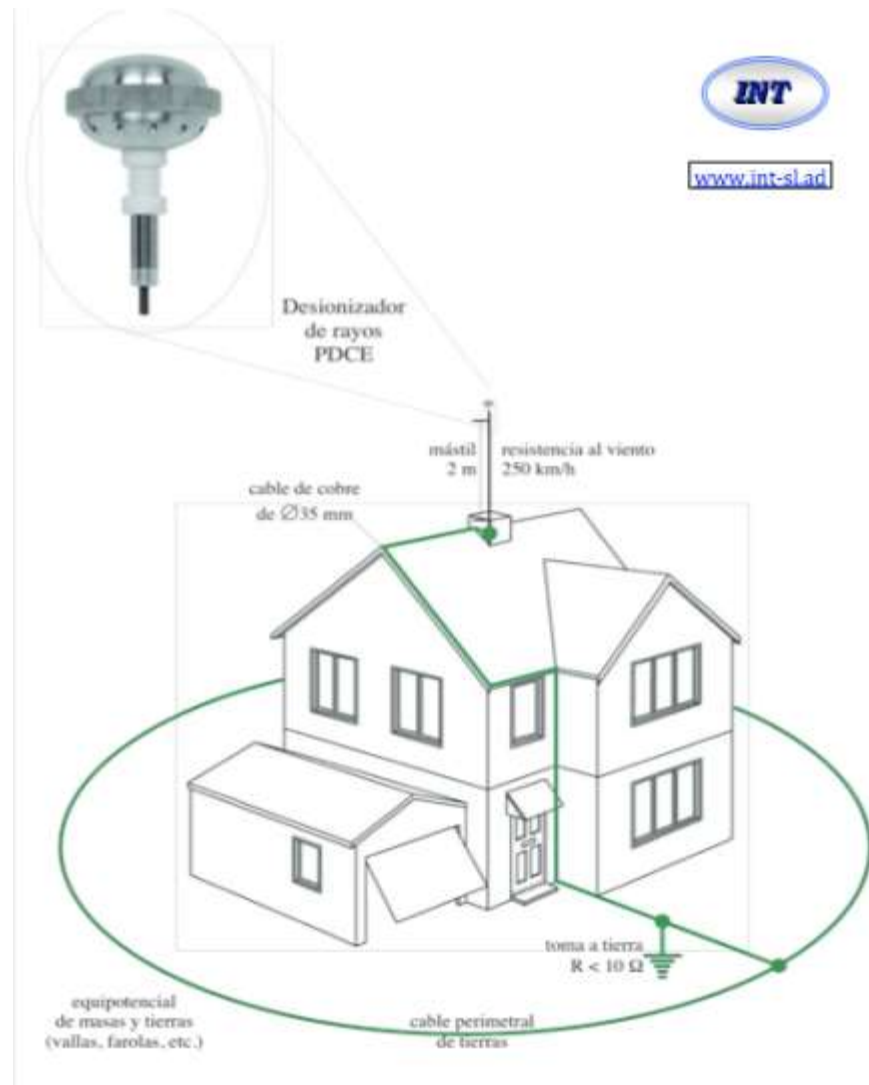 INT
www.int-sl.ad
Desionizador
de rayos
PDCE
mástil
2 m
resistencia al viento
250 km/h
cable de cobre
de ∅35 mm
toma a tierra
R < 10 Ω
equipotencial
de masas y tierras
(vallas, farolas, etc.)
cable perimetral
de tierras